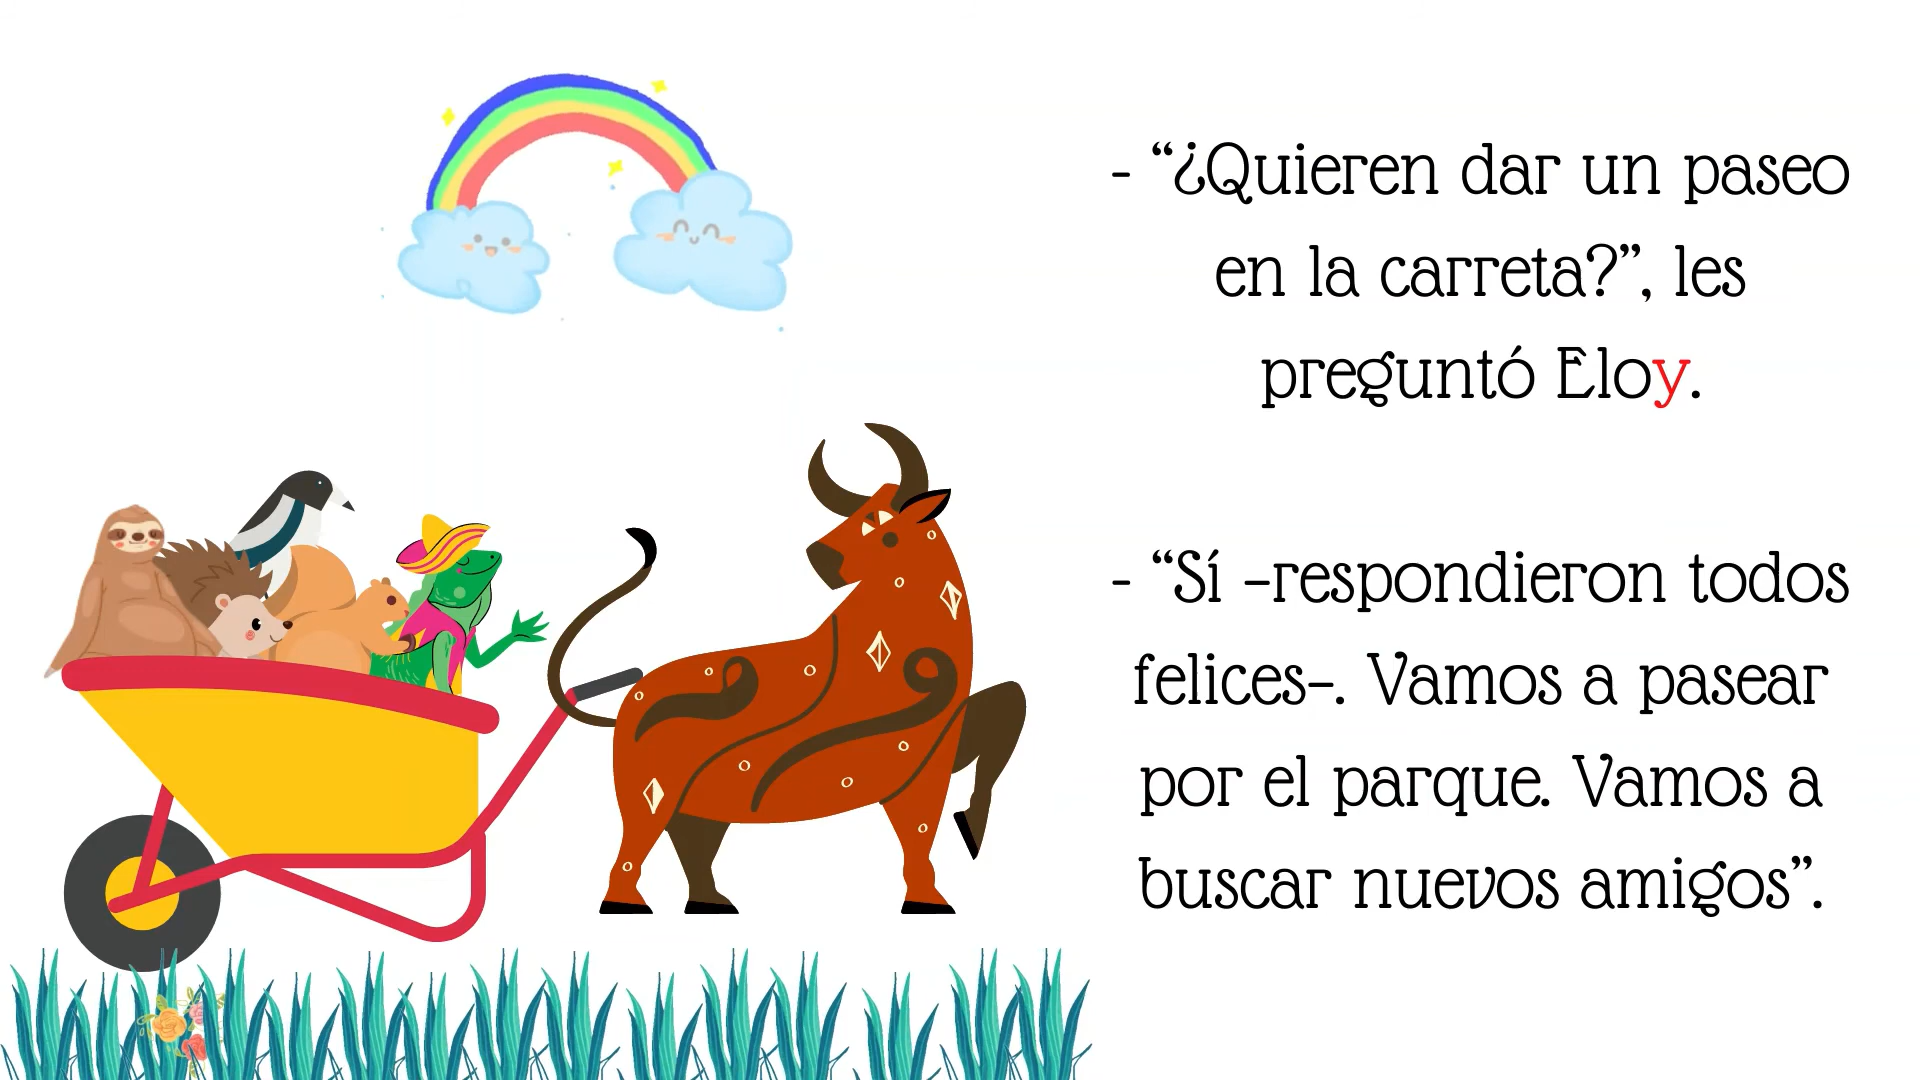 - “¿Quieren dar un paseo
en la carreta?”, les
preguntó Eloy.
- “Sí –respondieron todos
felices–. Vamos a pasear
por el parque. Vamos a
buscar nuevos amigos”.